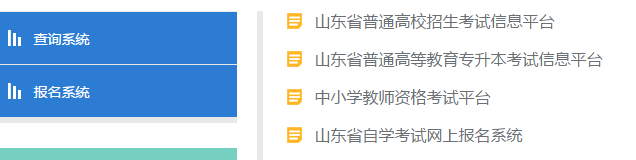 查询系统
报名系统
山东省普通高校招生考试信息平台
山东省普通高等教育专升本考试信息平台
中小学教师资格考试平台
山东省自学考试网上报名系统